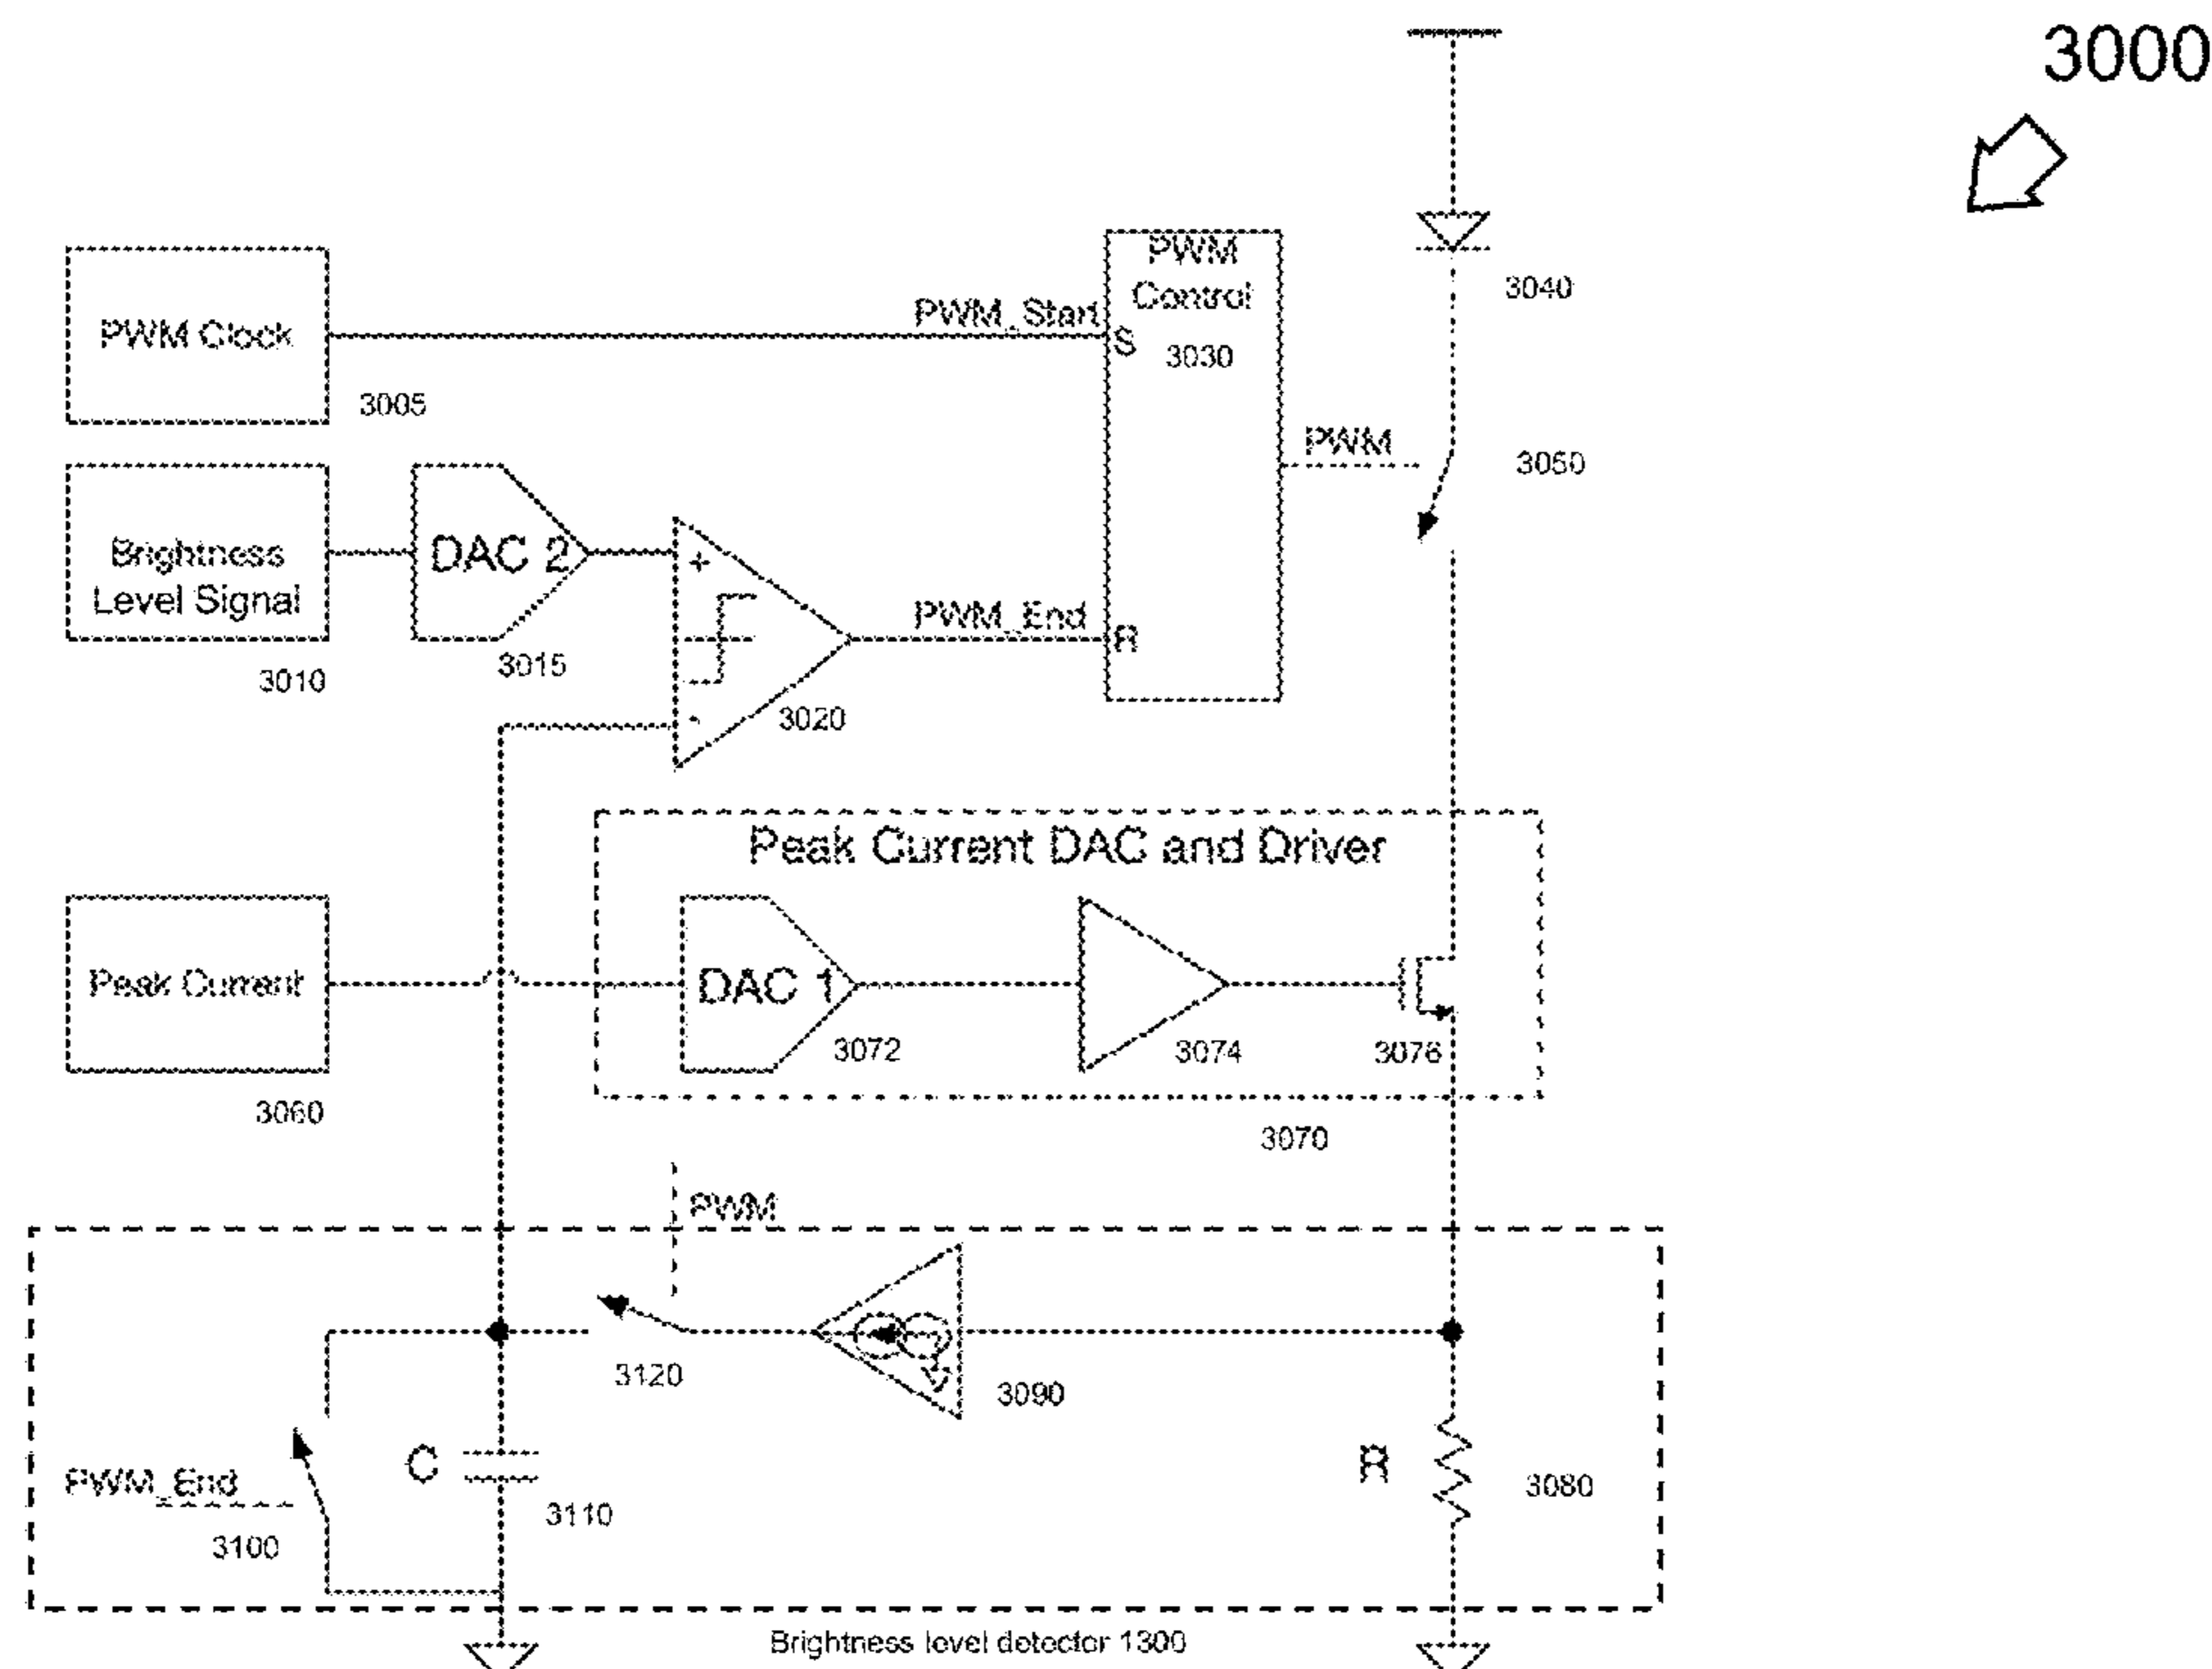 3000
PWM Clock
3005
PWM_Start
S
PWM
Control
3030
3040
PWM
3050
Brightness
Level Signal
3010
DAC 2
3015
+
-
3020
PWM_End
R
Peak Current DAC and Driver
Peak Current
3060
DAC 1
3072
3074
3076
3070
PWM
3120
3090
PWM_End
3100
C
3110
R
3080
Brightness level detector 1300